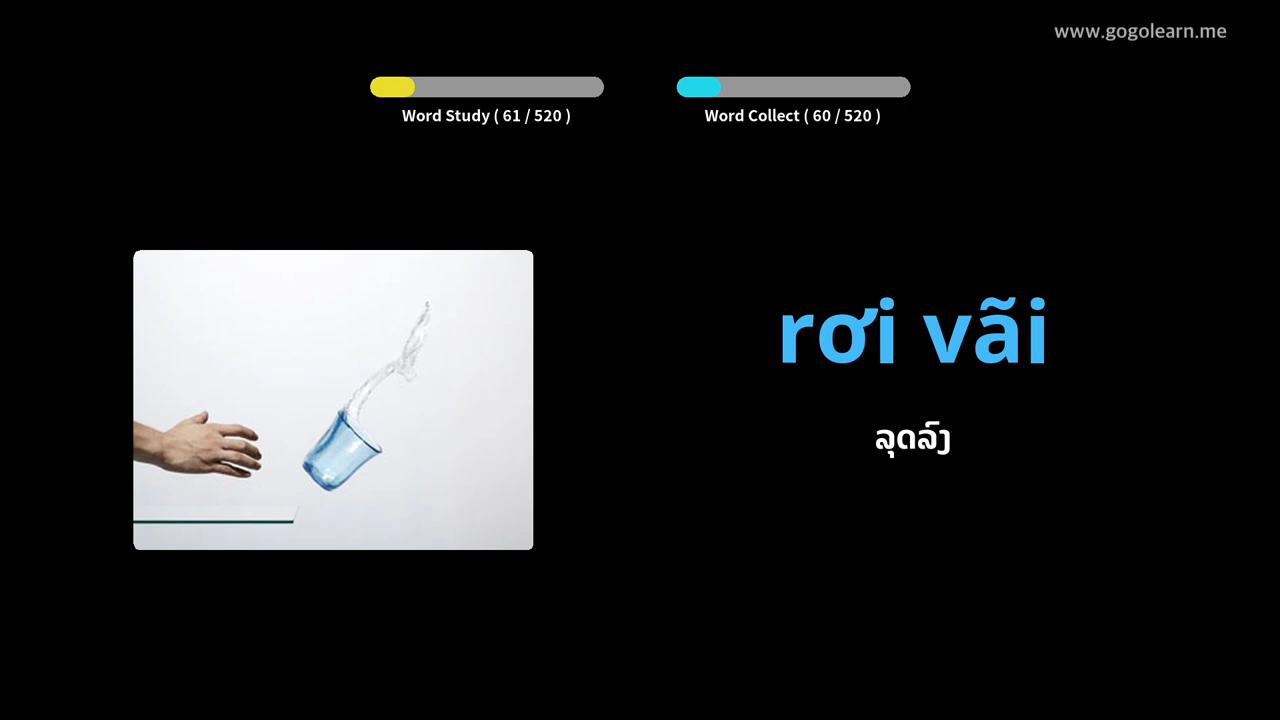 www.gogolearn.me
Word Study ( 61 / 520 )
Word Collect ( 60 / 520 )
rơi vãi
ລຸດລົງ